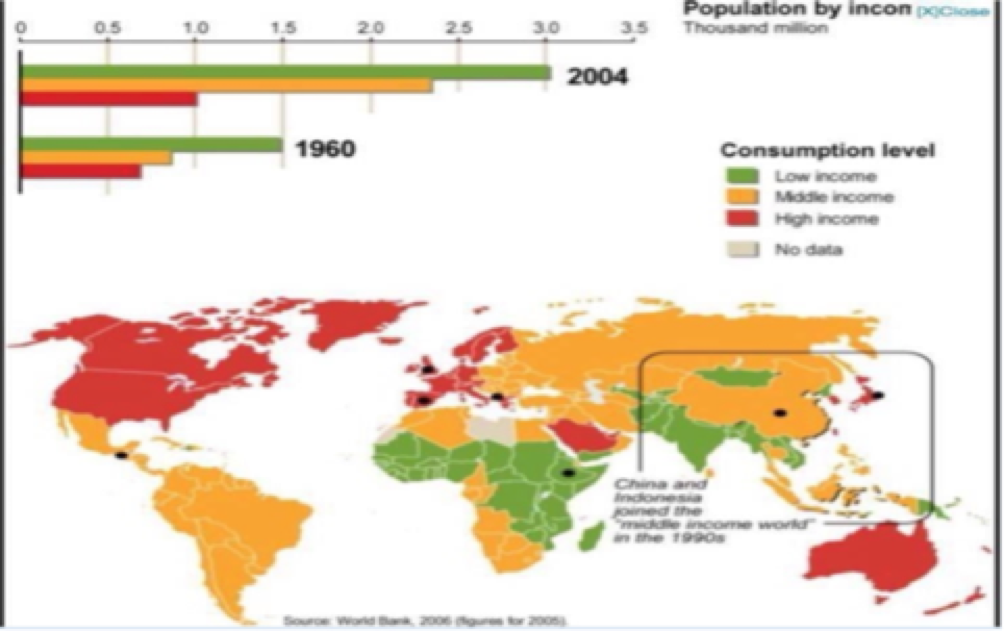 Population by incom [X]Close
Thousand million
0 0.5 1.0 1.5 2.0 2.5 3.0 3.5
2004
1960
Consumption level
Low income
Middle income
High income
No data
China and
Indonesia
joined the
"middle income world"
in the 1990s
Source: World Bank, 2006 (figures for 2005).